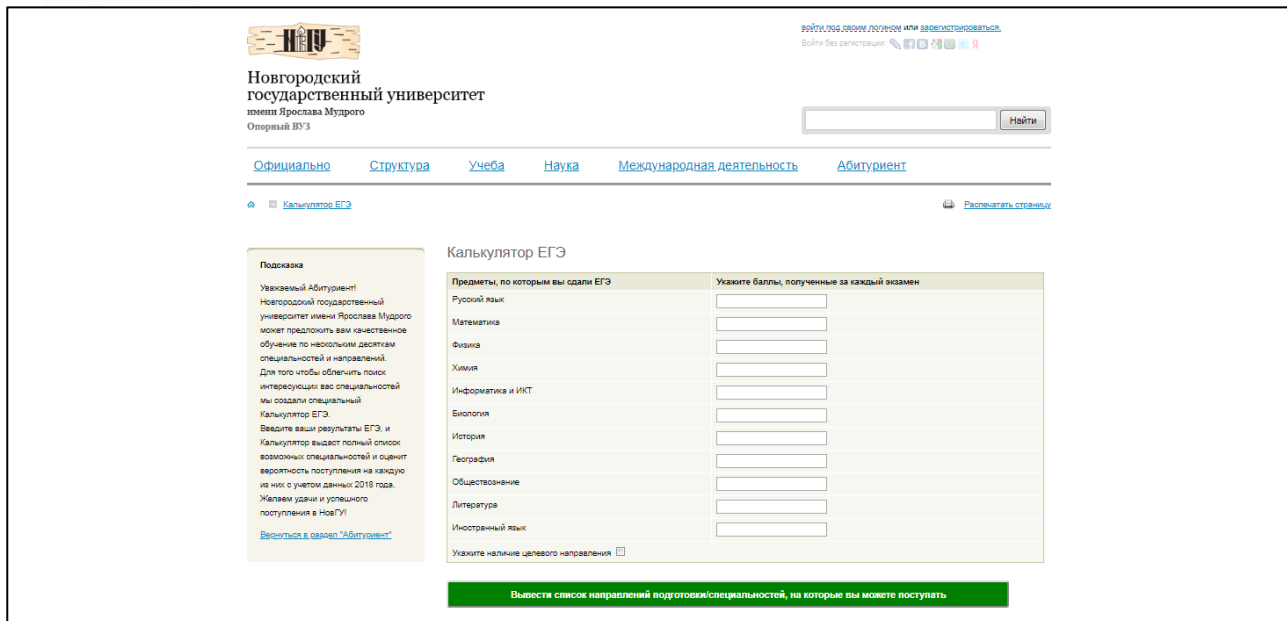 НовГУ
войти под своим логином или зарегистрироваться.
Войти без регистрации:
Новгородский
государственный университет
имени Ярослава Мудрого
Опорный ВУЗ
Найти
Официально Структура Учеба Наука Международная деятельность Абитуриент
Калькулятор ЕГЭ
Распечатать страницу
Подсказка
Уважаемый Абитуриент!
Новгородский государственный
университет имени Ярослава Мудрого
может предложить вам качественное
обучение по нескольким десяткам
специальностей и направлений.
Для того чтобы облегчить поиск
интересующих вас специальностей
мы создали специальный
Калькулятор ЕГЭ.
Введите ваши результаты ЕГЭ, и
Калькулятор выдаст полный список
возможных специальностей и оценит
вероятность поступления на каждую
из них с учетом данных 2018 года.
Желаем удачи и успешного
поступления в НовГУ!
Вернуться в раздел "Абитуриент"
Калькулятор ЕГЭ
Предметы, по которым вы сдали ЕГЭ Укажите баллы, полученные за каждый экзамен
Русский язык
Математика
Физика
Химия
Информатика и ИКТ
Биология
История
География
Обществознание
Литература
Иностранный язык
Укажите наличие целевого направления
Вывести список направлений подготовки/специальностей, на которые вы можете поступать